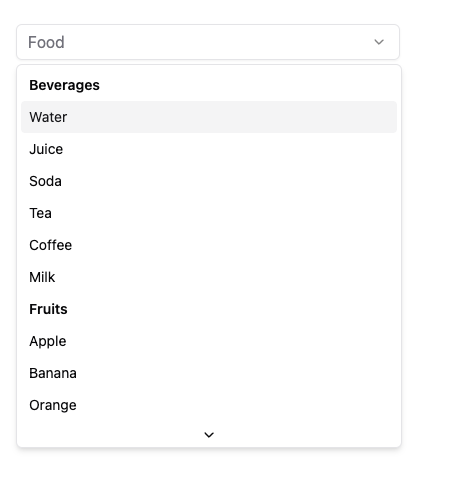 Food
Beverages
Water
Juice
Soda
Tea
Coffee
Milk
Fruits
Apple
Banana
Orange